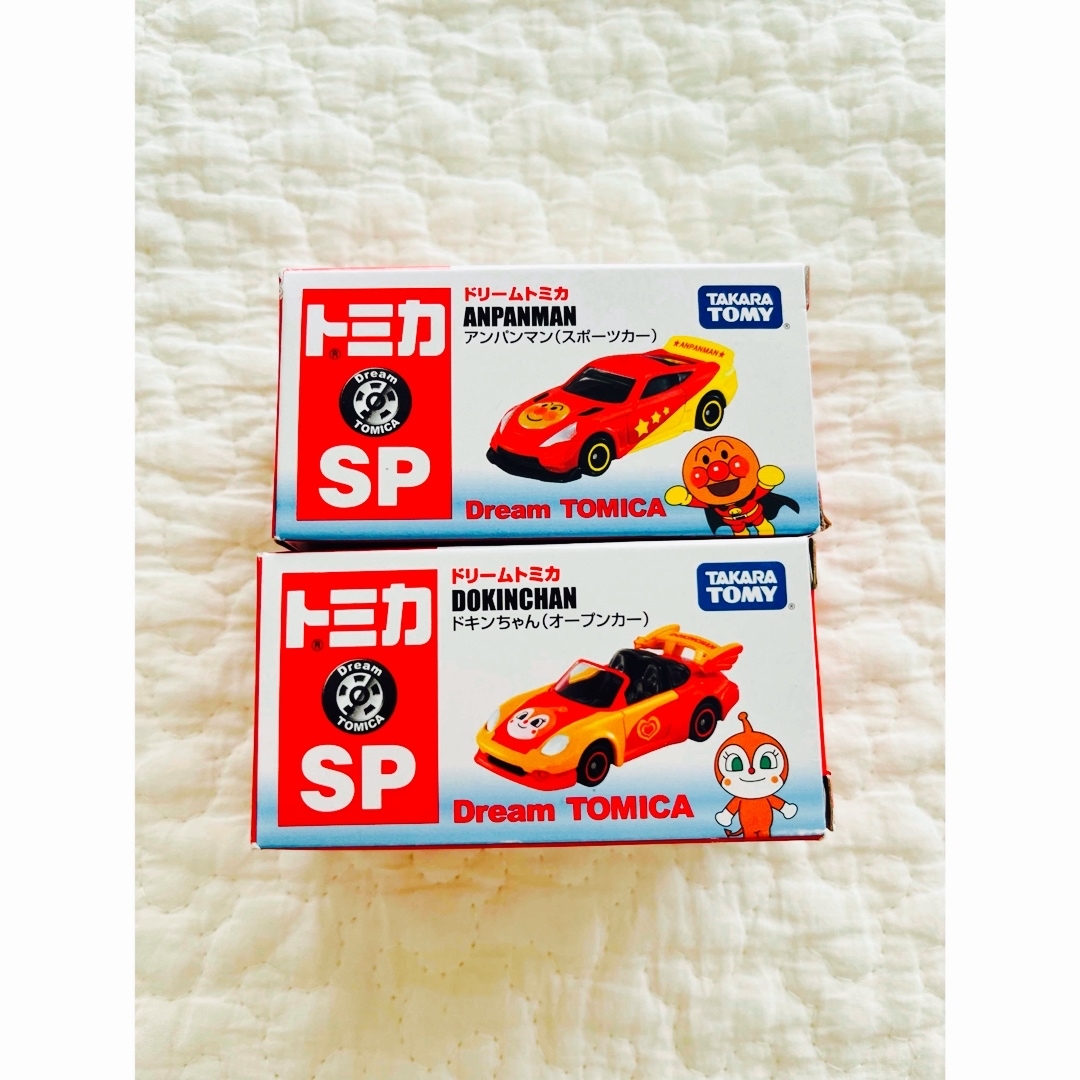 トミカ
®
Dream
TOMICA
SP
ドリームトミカ
ANPANMAN
アンパンマン(スポーツカー)
TAKARA
TOMY
®
★ANPANMAN★
Dream TOMICA
トミカ
®
Dream
TOMICA
SP
ドリームトミカ
DOKINCHAN
ドキンちゃん(オープンカー)
TAKARA
TOMY
®
DOKINCHAN
Dream TOMICA